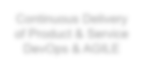 Continuous Delivery
of Product & Service
DevOps & AGILE